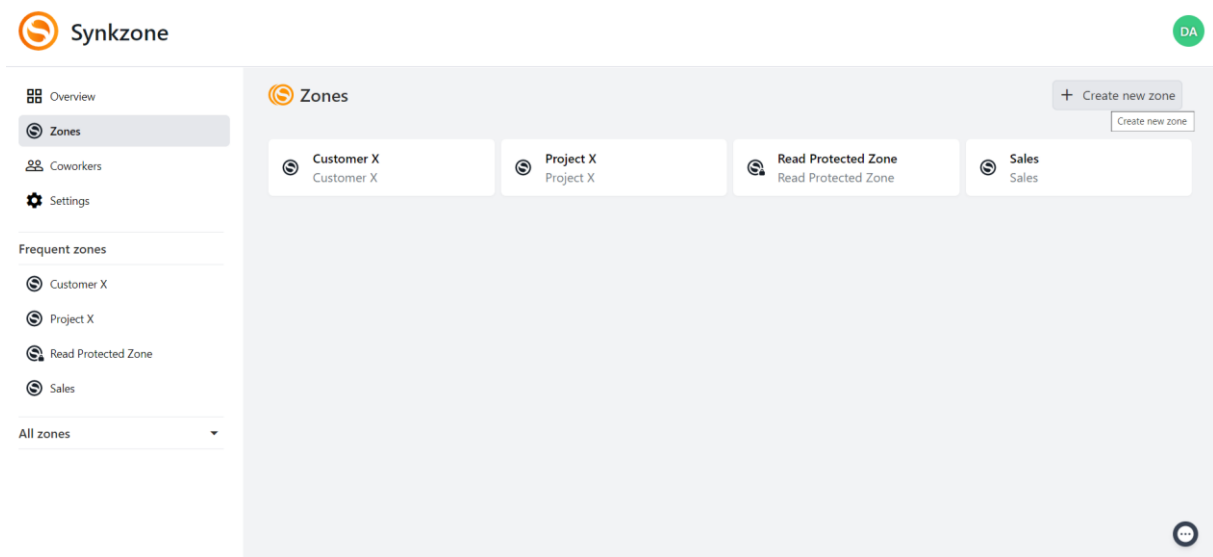 Synkzone
DA
Overview
Zones
Coworkers
Settings
Frequent zones
Customer X
Project X
Read Protected Zone
Sales
All zones
Zones
+ Create new zone
Create new zone
Customer X
Customer X
Project X
Project X
Read Protected Zone
Read Protected Zone
Sales
Sales